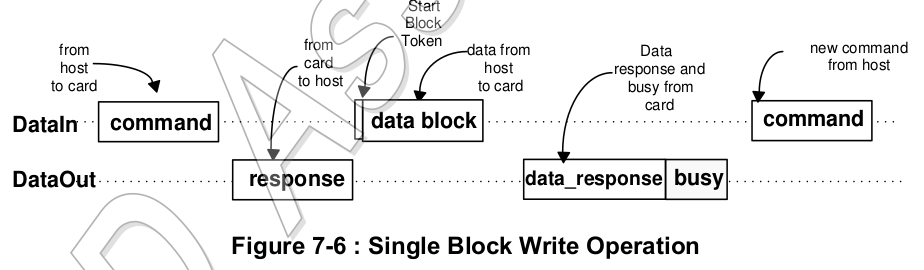 Start
Block
Token
from
host
to card
from
card
to host
data from
host
to card
Data
response and
busy from
card
new command
from host
DataIn
command
data block
command
DataOut
response
data_response
busy
Figure 7-6 : Single Block Write Operation